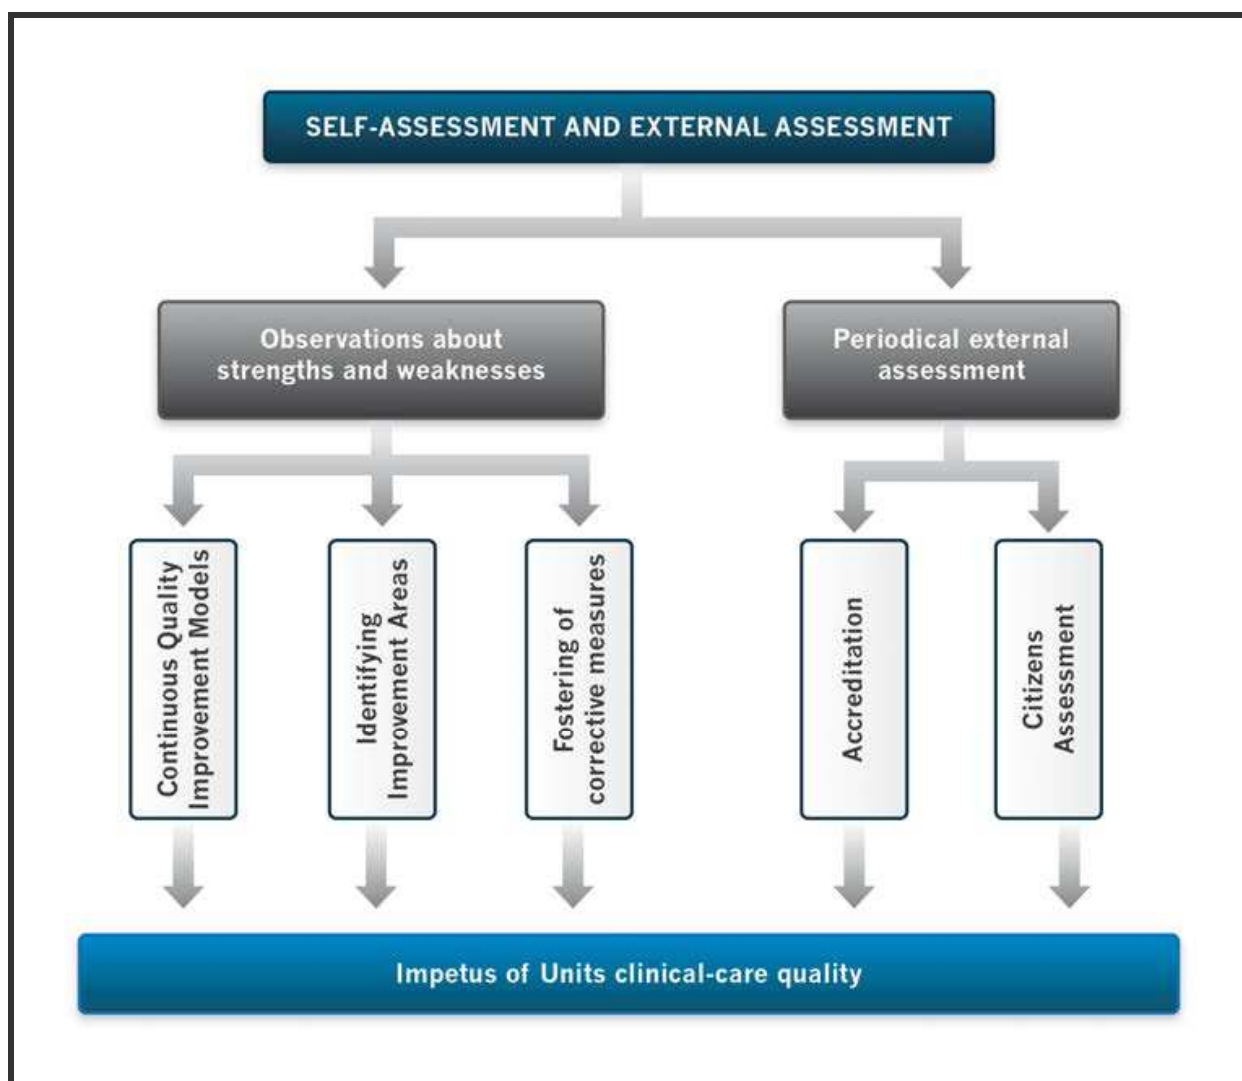 SELF-ASSESSMENT AND EXTERNAL ASSESSMENT
Observations about
strengths and weaknesses
Periodical external
assessment
Continuous Quality
Improvement Models
Identifying
Improvement Areas
Fostering of
corrective measures
Accreditation
Citizens
Assessment
Impetus of Units clinical-care quality